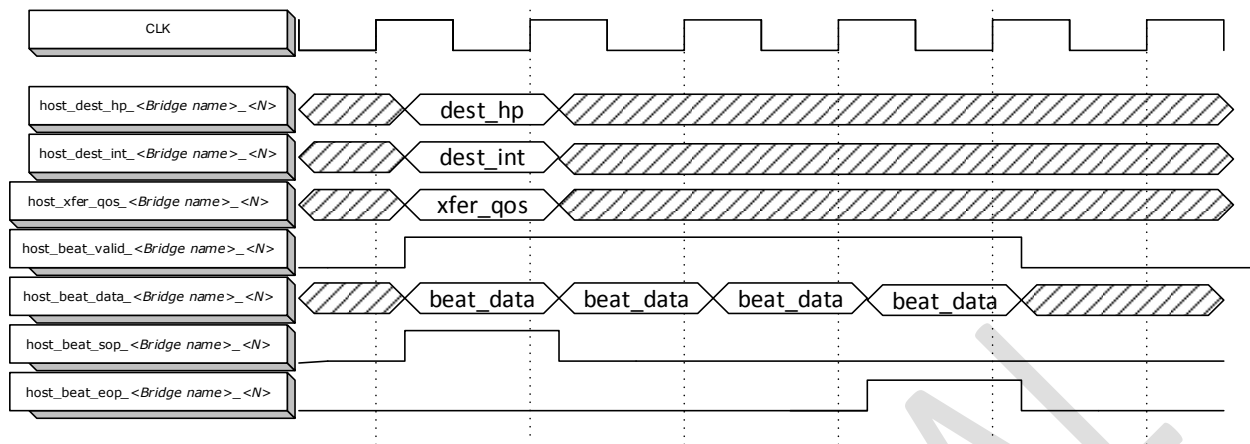 CLK
host_dest_hp_<Bridge name>_<N>
dest_hp
host_dest_int_<Bridge name>_<N>
dest_int
host_xfer_qos_<Bridge name>_<N>
xfer_qos
host_beat_valid_<Bridge name>_<N>
host_beat_data_<Bridge name>_<N>
beat_data beat_data beat_data beat_data
host_beat_sop_<Bridge name>_<N>
host_beat_eop_<Bridge name>_<N>